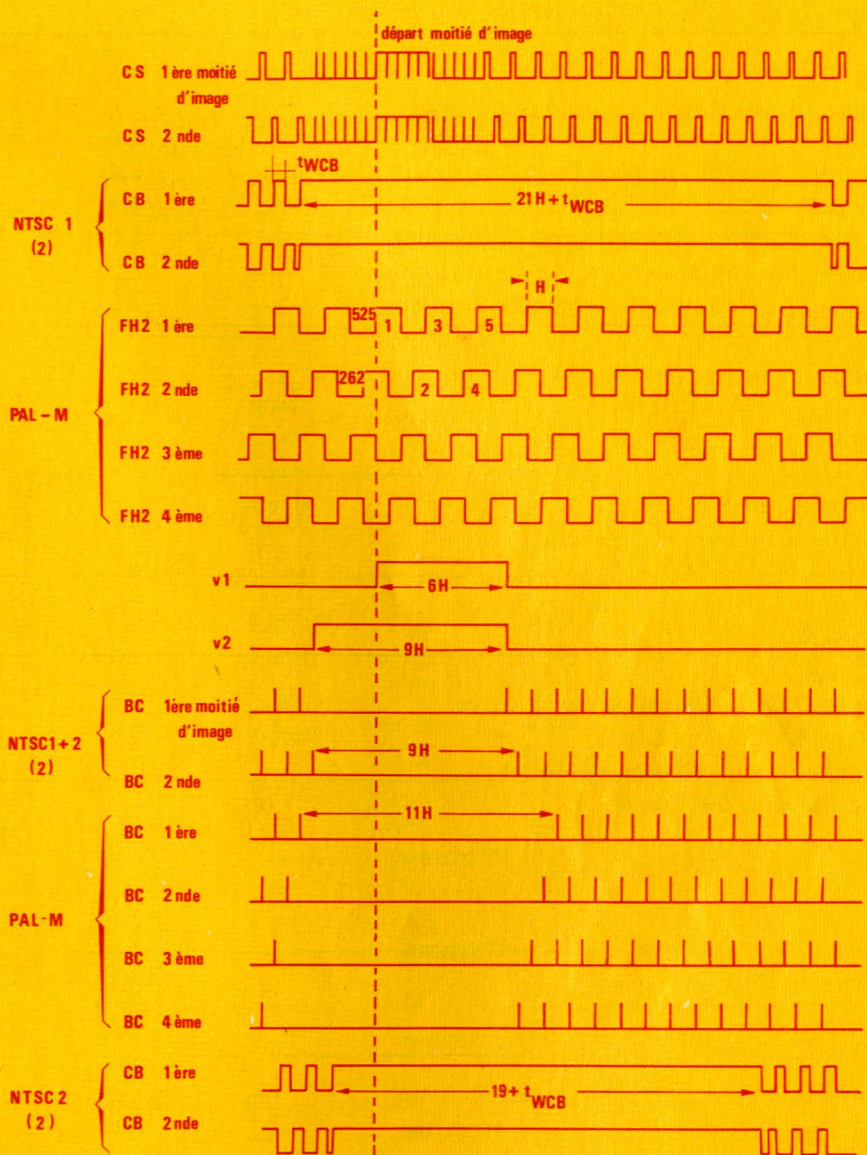 départ moitié d'image
CS 1ère moitié
d'image
CS 2nde
tWCB
NTSC 1
(2)
CB 1ère
21H + tWCB
CB 2nde
H
PAL-M
FH2 1ère
525 1 3 5
FH2 2nde
262 2 4
FH2 3ème
FH2 4ème
v1
6H
v2
9H
NTSC1+2
(2)
BC 1ère moitié
d'image
9H
BC 2nde
PAL-M
11H
BC 1ère
BC 2nde
BC 3ème
BC 4ème
NTSC2
(2)
CB 1ère
19+ tWCB
CB 2nde